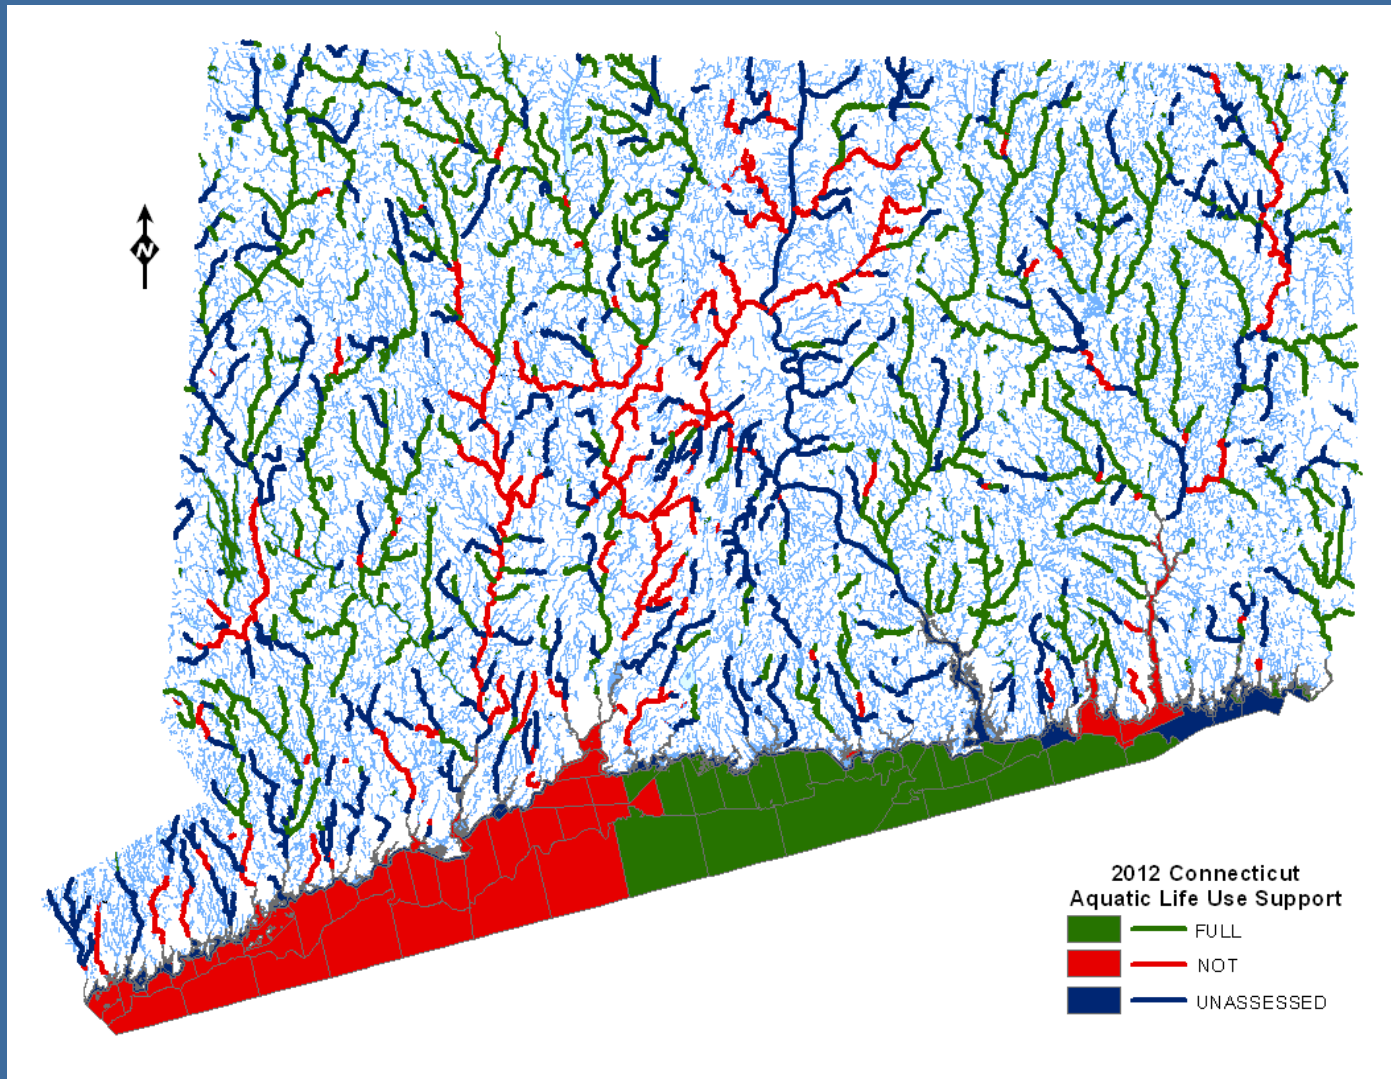 N
2012 Connecticut
Aquatic Life Use Support
FULL
NOT
UNASSESSED